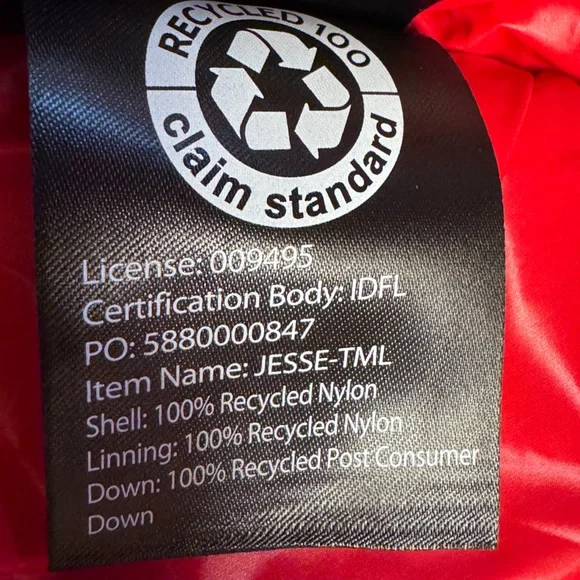 RECYCLED 100
claim standard
License: 009495
Certification Body: IDFL
PO: 5880000847
Item Name: JESSE-TML
Shell: 100% Recycled Nylon
Linning: 100% Recycled Nylon
Down: 100% Recycled Post Consumer
Down